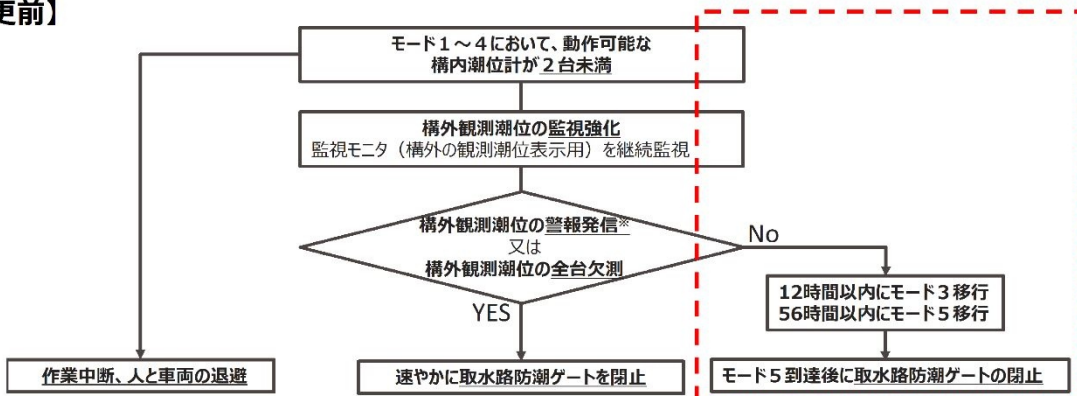 更前】
モード１～４において、動作可能な
構内潮位計が２台未満
構外観測潮位の監視強化
監視モニタ（構外の観測潮位表示用）を継続監視
構外観測潮位の警報発信※
又は
構外観測潮位の全台欠測
No
YES
12時間以内にモード３移行
56時間以内にモード５移行
作業中断、人と車両の退避
速やかに取水路防潮ゲートを閉止
モード５到達後に取水路防潮ゲートの閉止